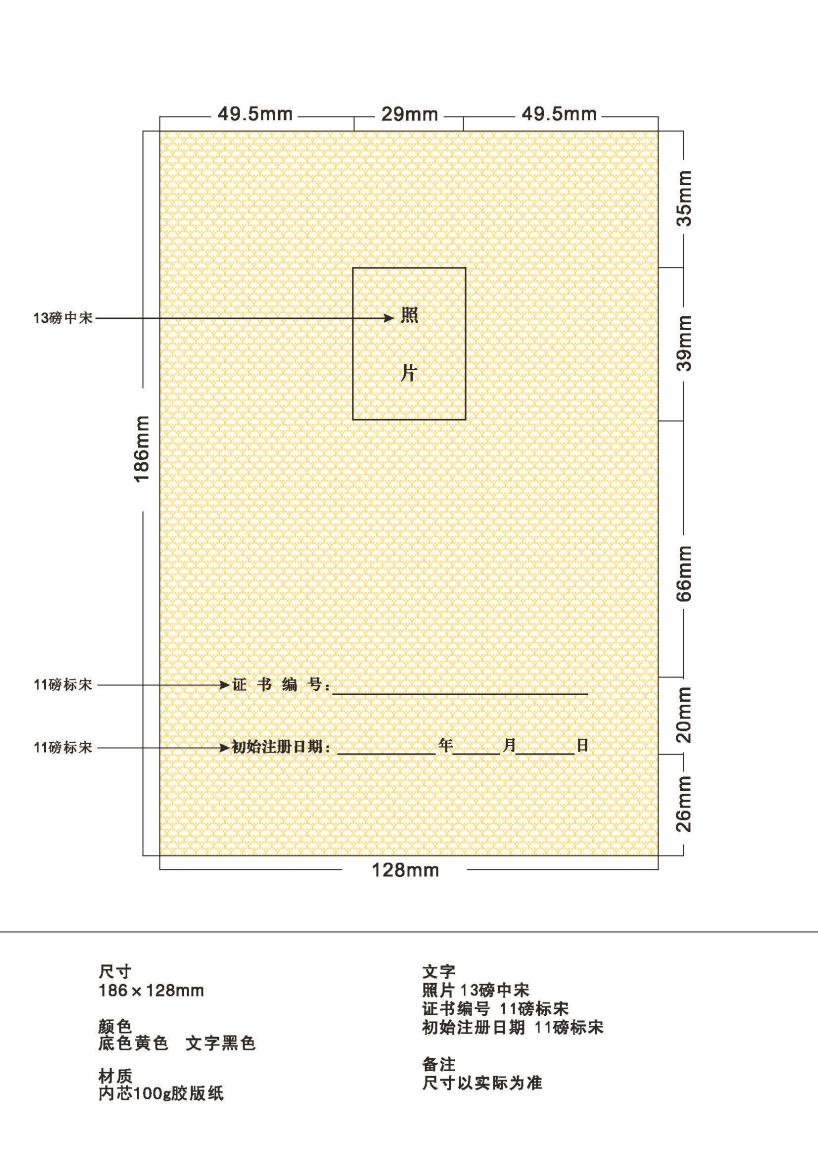 49.5mm 29mm 49.5mm
35mm
13磅中宋 照
片
39mm
186mm
66mm
11磅标宋 证书编号:
20mm
11磅标宋 初始注册日期: 年 月 日
26mm
128mm
尺寸
186×128mm
颜色
底色黄色 文字黑色
材质
内芯100g胶版纸
文字
照片 13磅中宋
证书编号 11磅标宋
初始注册日期 11磅标宋
备注
尺寸以实际为准